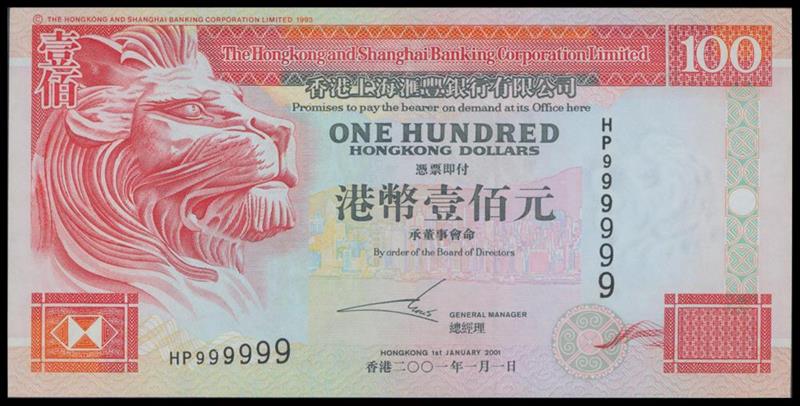 © THE HONGKONG AND SHANGHAI BANKING CORPORATION LIMITED 1993
壹佰
The Hongkong and Shanghai Banking Corporation Limited
100
香港上海滙豐銀行有限公司
Promises to pay the bearer on demand at its Office here
ONE HUNDRED
HONGKONG DOLLARS
憑票即付
港幣壹佰元
承董事會命
By order of the Board of Directors
HP999999
GENERAL MANAGER
總經理
HP999999
HONGKONG 1st JANUARY 2001
香港二〇〇一年一月一日